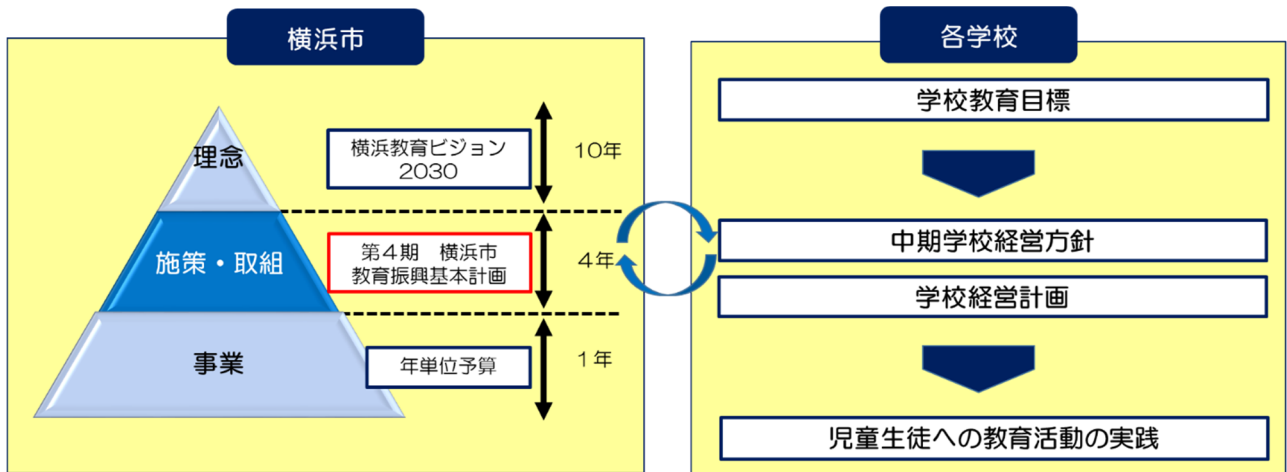 横浜市
理念
横浜教育ビジョン
2030
10年
施策・取組
第4期　横浜市
教育振興基本計画
4年
事業
年単位予算
1年
各学校
学校教育目標
中期学校経営方針
学校経営計画
児童生徒への教育活動の実践